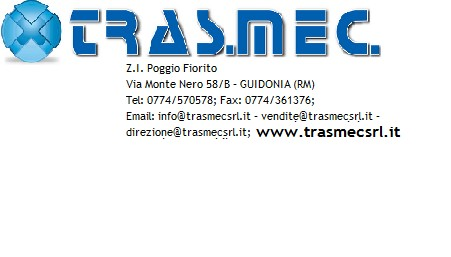 TRAS.MEC.
Z.I. Poggio Fiorito
Via Monte Nero 58/B - GUIDONIA (RM)
Tel: 0774/570578; Fax: 0774/361376;
Email: info@trasmecsrl.it - vendite@trasmecsrl.it -
direzione@trasmecsrl.it; www.trasmecsrl.it